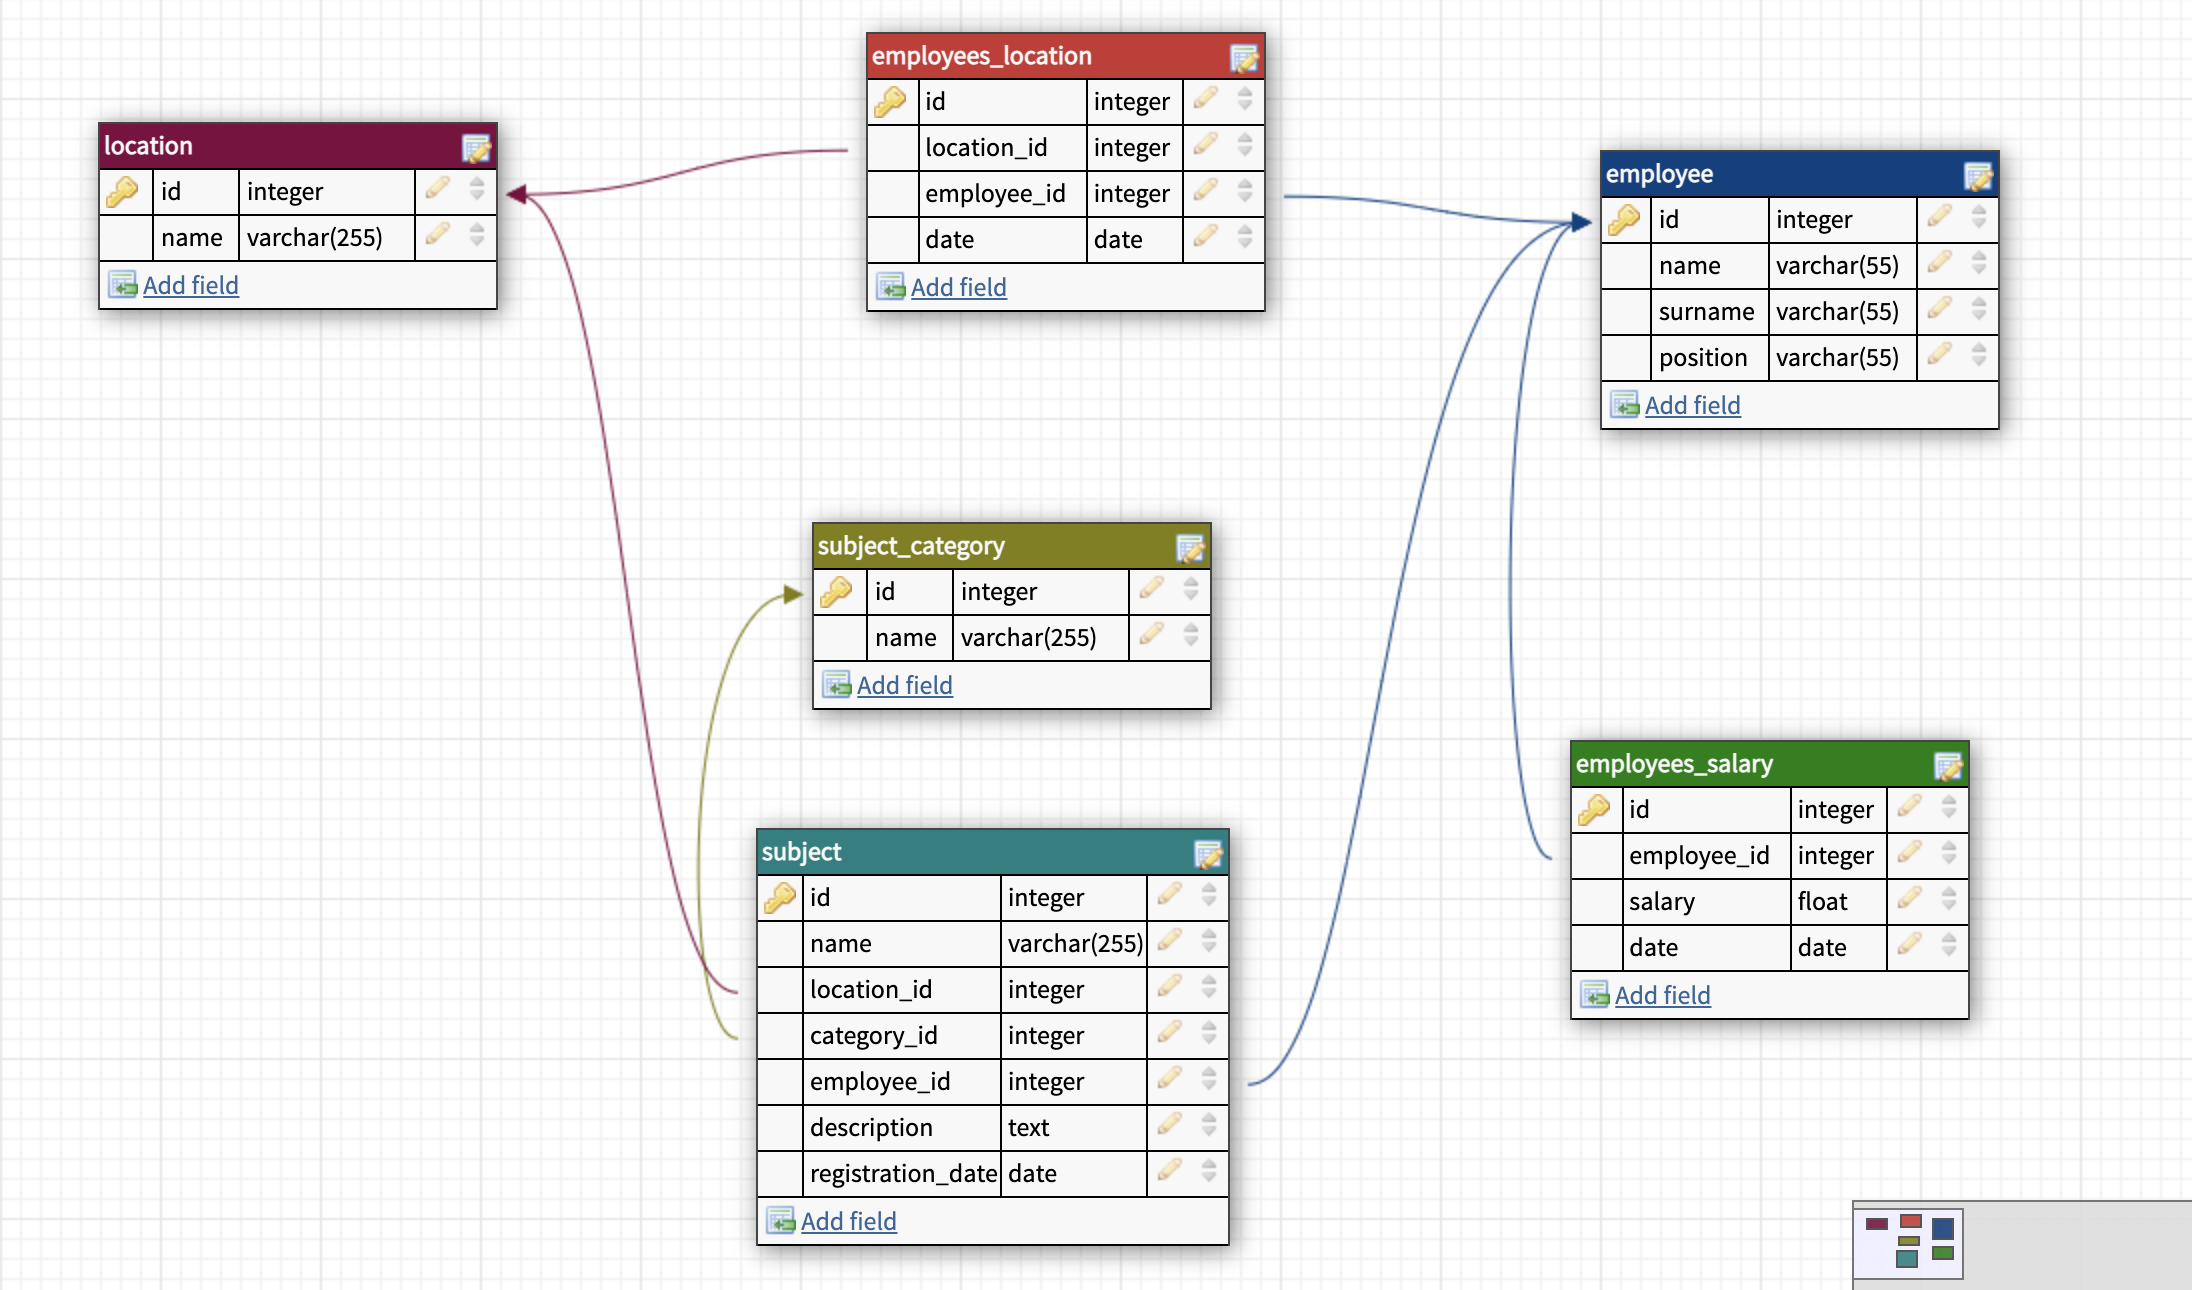 employees_location
id integer
location_id integer
employee_id integer
date date
Add field
location
id integer
name varchar(255)
Add field
employee
id integer
name varchar(55)
surname varchar(55)
position varchar(55)
Add field
subject_category
id integer
name varchar(255)
Add field
employees_salary
id integer
employee_id integer
salary float
date date
Add field
subject
id integer
name varchar(255)
location_id integer
category_id integer
employee_id integer
description text
registration_date date
Add field